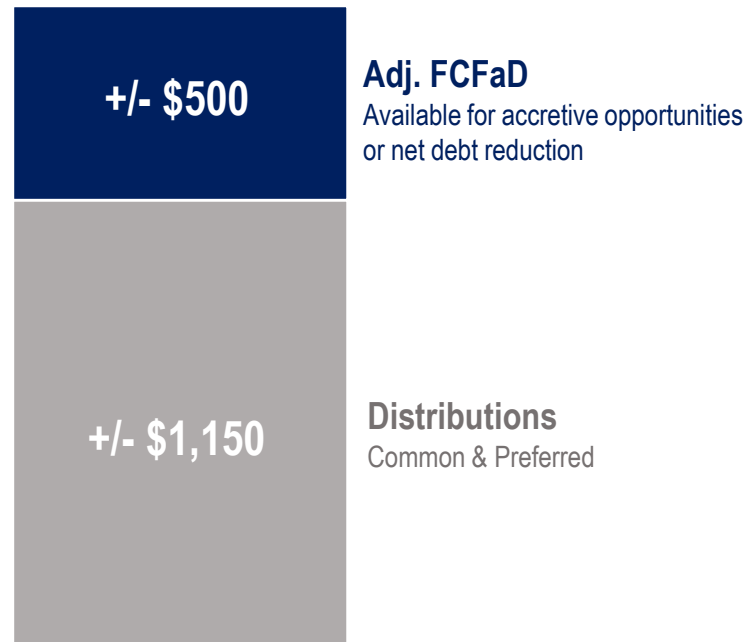 +/- $500
Adj. FCFaD
Available for accretive opportunities
or net debt reduction
+/- $1,150
Distributions
Common & Preferred